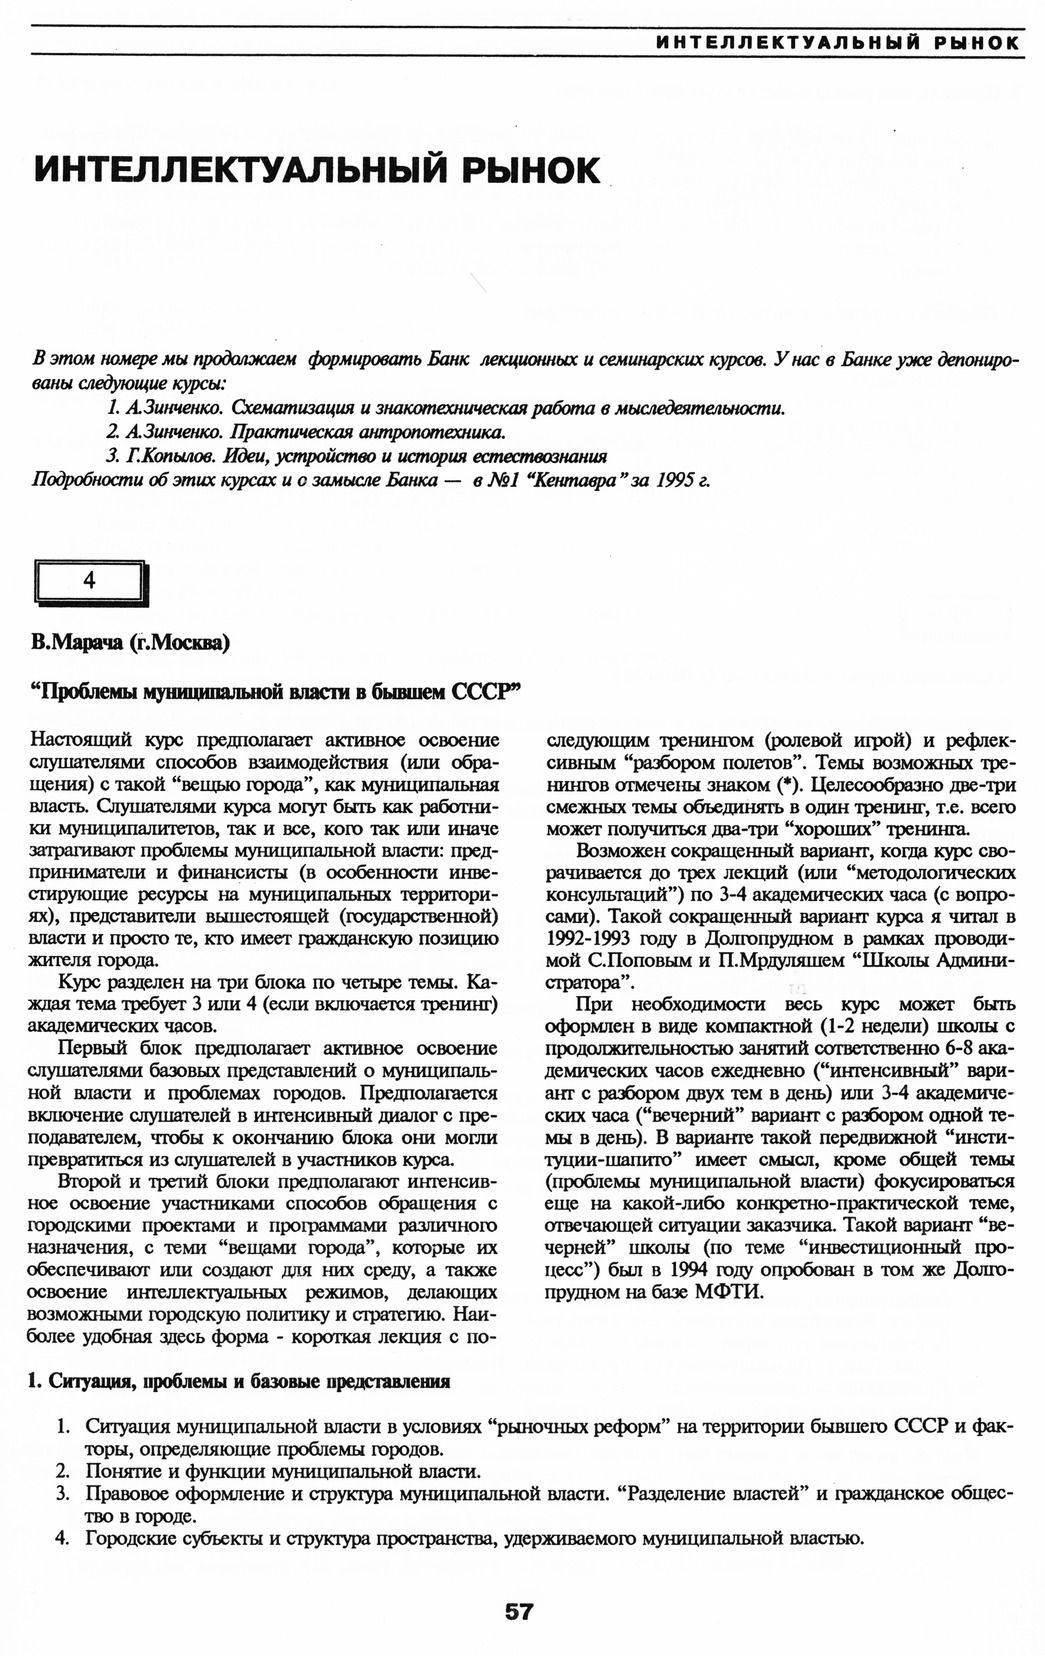 ИНТЕЛЛЕКТУАЛЬНЫЙ РЫНОК
ИНТЕЛЛЕКТУАЛЬНЫЙ РЫНОК
В этом номере мы продолжаем формировать Банк лекционных и семинарских курсов. У нас в Банке уже депониро-
ваны следующие курсы:
1. А.Зинченко. Схематизация и знакотехническая работа в мыследеятельности.
2. А.Зинченко. Практическая антропотехника.
3. Г.Копылов. Идеи, устройство и история естествознания
Подробности об этих курсах и о замысле Банка — в №1 “Кентавра” за 1995 г.
4
В.Марача (г.Москва)
“Проблемы муниципальной власти в бывшем СССР”
Настоящий курс предполагает активное освоение
слушателями способов взаимодействия (или обра-
щения) с такой “вещью города”, как муниципальная
власть. Слушателями курса могут быть как работни-
ки муниципалитетов, так и все, кого так или иначе
затрагивают проблемы муниципальной власти: пред-
приниматели и финансисты (в особенности инве-
стирующие ресурсы на муниципальных территори-
ях), представители вышестоящей (государственной)
власти и просто те, кто имеет гражданскую позицию
жителя города.
Курс разделен на три блока по четыре темы. Ка-
ждая тема требует 3 или 4 (если включается тренинг)
академических часов.
Первый блок предполагает активное освоение
слушателями базовых представлений о муниципаль-
ной власти и проблемах городов. Предполагается
включение слушателей в интенсивный диалог с пре-
подавателем, чтобы к окончанию блока они могли
превратиться из слушателей в участников курса.
Второй и третий блоки предполагают интенсив-
ное освоение участниками способов обращения с
городскими проектами и программами различного
назначения, с теми “вещами города”, которые их
обеспечивают или создают для них среду, а также
освоение интеллектуальных режимов, делающих
возможными городскую политику и стратегию. Наи-
более удобная здесь форма - короткая лекция с по-
следующим тренингом (ролевой игрой) и рефлек-
сивным “разбором полетов”. Темы возможных тре-
нингов отмечены знаком (*). Целесообразно две-три
смежных темы объединить в один тренинг, т.е. всего
может получиться два-три “хороших” тренинга.
Возможен сокращенный вариант, когда курс сво-
рачивается до трех лекций (или “методологических
консультаций”) по 3-4 академических часа (с вопро-
сами). Такой сокращенный вариант курса я читал в
1992-1993 году в Долгопрудном в рамках проводи-
мой С.Поповым и П.Мрдуляшем “Школы Админи-
стратора”.
При необходимости весь курс может быть
оформлен в виде компактной (1-2 недели) школы с
продолжительностью занятий сответственно 6-8 ака-
демических часов ежедневно (“интенсивный” вари-
ант с разбором двух тем в день) или 3-4 академиче-
ских часа (“вечерний” вариант с разбором одной те-
мы в день). В варианте такой передвижной “инсти-
туции-шапито” имеет смысл, кроме общей темы
(проблемы муниципальной власти) фокусироваться
еще на какой-либо конкретно-практической теме,
отвечающей ситуации заказчика. Такой вариант “ве-
черней” школы (по теме “инвестиционный про-
цесс”) был в 1994 году опробован в том же Долго-
прудном на базе МФТИ.
1. Ситуация, проблемы и базовые представления
1. Ситуация муниципальной власти в условиях “рыночных реформ” на территории бывшего СССР и фак-
торы, определяющие проблемы городов.
2. Понятие и функции муниципальной власти.
3. Правовое оформление и структура муниципальной власти. “Разделение властей” и гражданское общес-
тво в городе.
4. Городские субъекты и структура пространства, удерживаемого муниципальной властью.
57